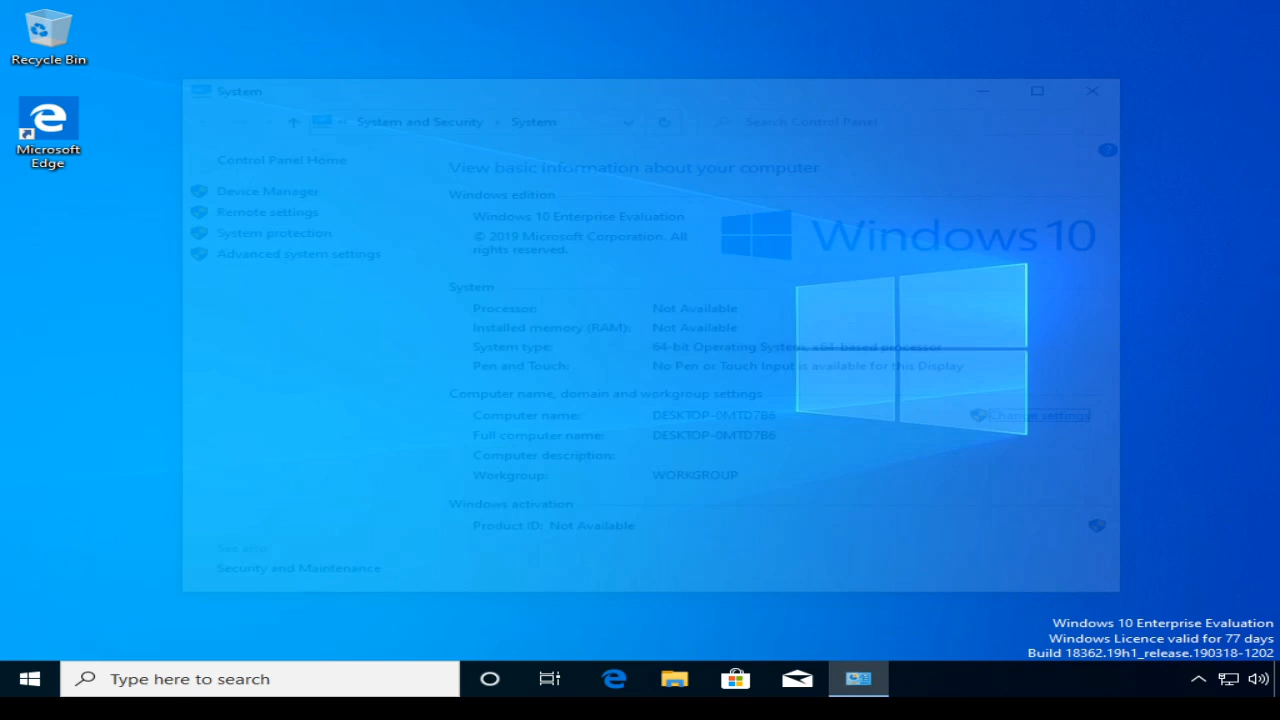 Recycle Bin
Microsoft
Edge
System
System and Security
System
Search Control Panel
Control Panel Home
Device Manager
Remote settings
System protection
Advanced system settings
See also
Security and Maintenance
View basic information about your computer
Windows edition
Windows 10 Enterprise Evaluation
© 2019 Microsoft Corporation. All
rights reserved.
Windows 10
System
Processor: Not Available
Installed memory (RAM): Not Available
System type: 64-bit Operating System, x64-based processor
Pen and Touch: No Pen or Touch Input is available for this Display
Computer name, domain and workgroup settings
Computer name: DESKTOP-0MTD7B6
Change settings
Full computer name: DESKTOP-0MTD7B6
Computer description:
Workgroup: WORKGROUP
Windows activation
Product ID: Not Available
Windows 10 Enterprise Evaluation
Windows Licence valid for 77 days
Build 18362.19h1_release.190318-1202
Type here to search